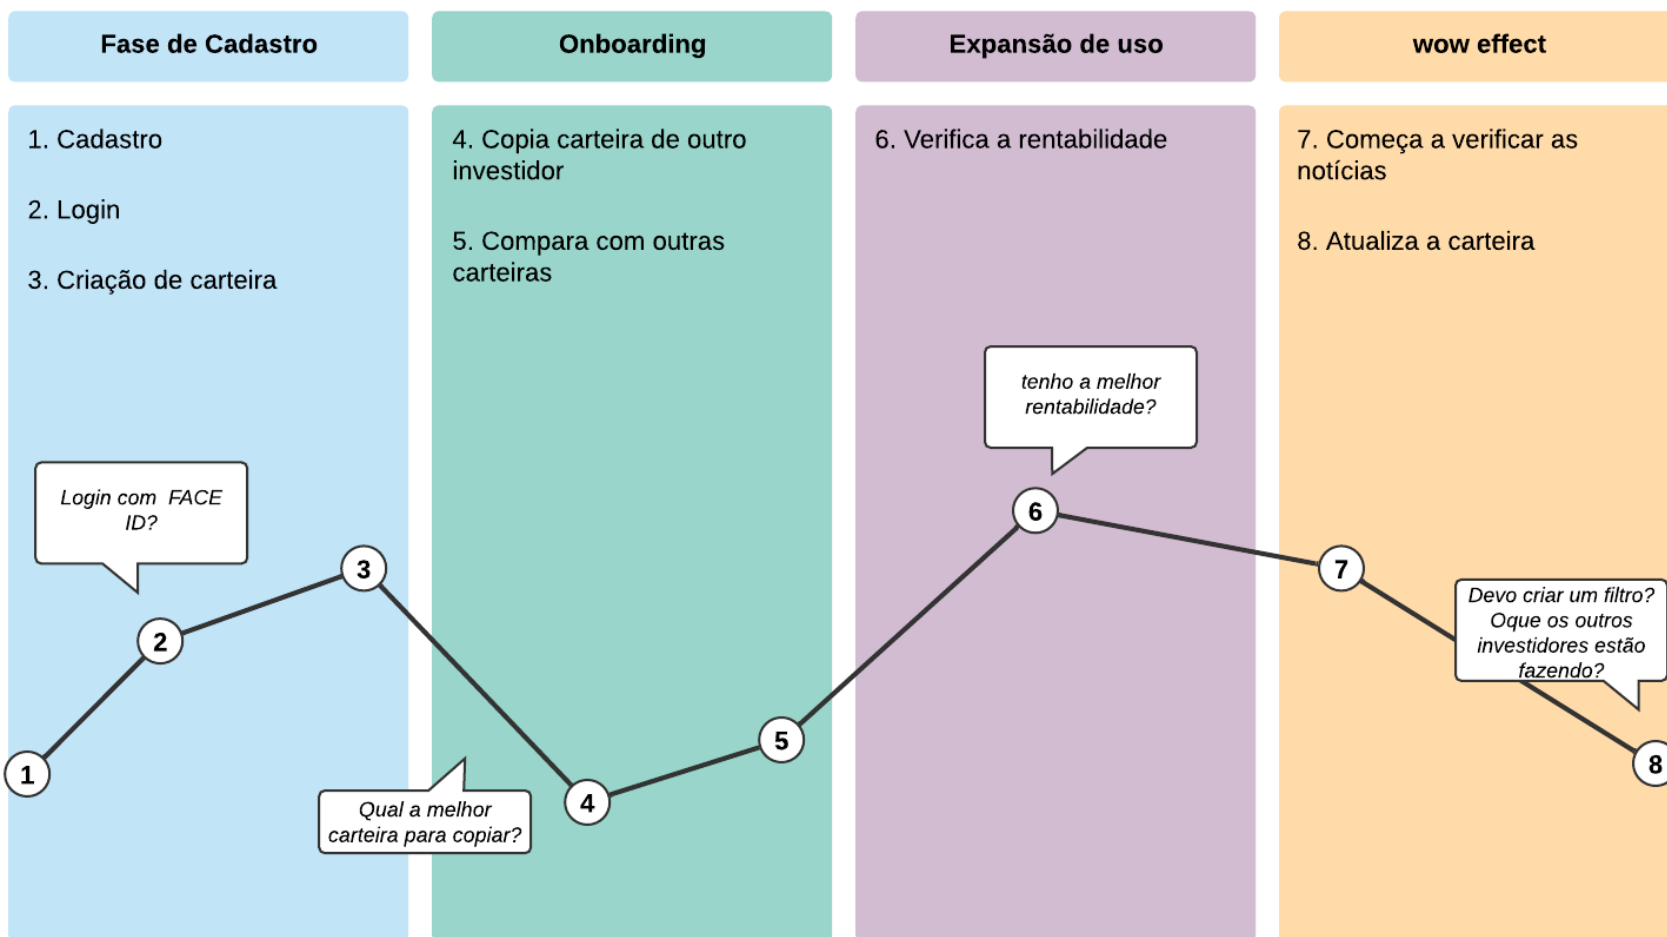 Fase de Cadastro
Onboarding
Expansão de uso
wow effect
1. Cadastro
2. Login
3. Criação de carteira
4. Copia carteira de outro
investidor
5. Compara com outras
carteiras
6. Verifica a rentabilidade
7. Começa a verificar as
notícias
8. Atualiza a carteira
tenho a melhor
rentabilidade?
Login com  FACE
ID?
Devo criar um filtro?
Oque os outros
investidores estão
fazendo?
Qual a melhor
carteira para copiar?
1
2
3
4
5
6
7
8